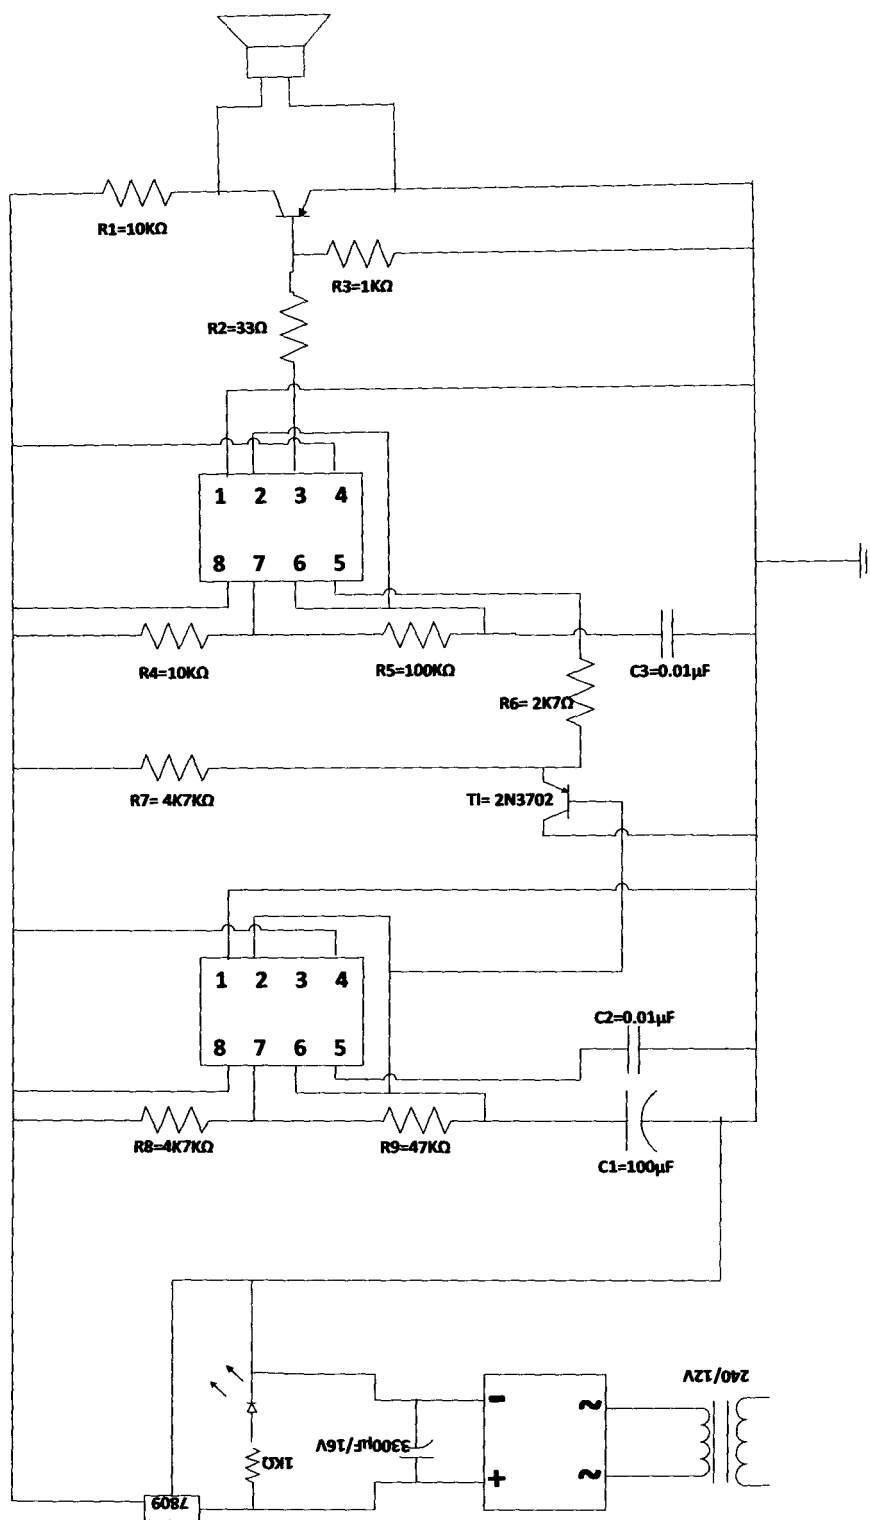 R1=10KΩ
R3=1KΩ
R2=33Ω
1 2 3 4
8 7 6 5
R4=10KΩ
R5=100KΩ
C3=0.01µF
R6= 2K7Ω
R7= 4K7KΩ
TI= 2N3702
1 2 3 4
8 7 6 5
C2=0.01µF
R8=4K7KΩ
R9=47KΩ
C1=100µF
240/12V
- ~
3300µF/16V
1KΩ
+ ~
7809